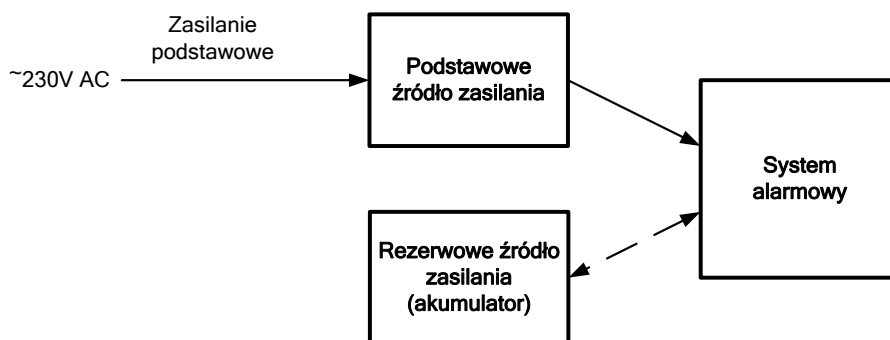 Zasilanie
podstawowe
~230V AC
Podstawowe
źródło zasilania
System
alarmowy
Rezerwowe źródło
zasilania
(akumulator)